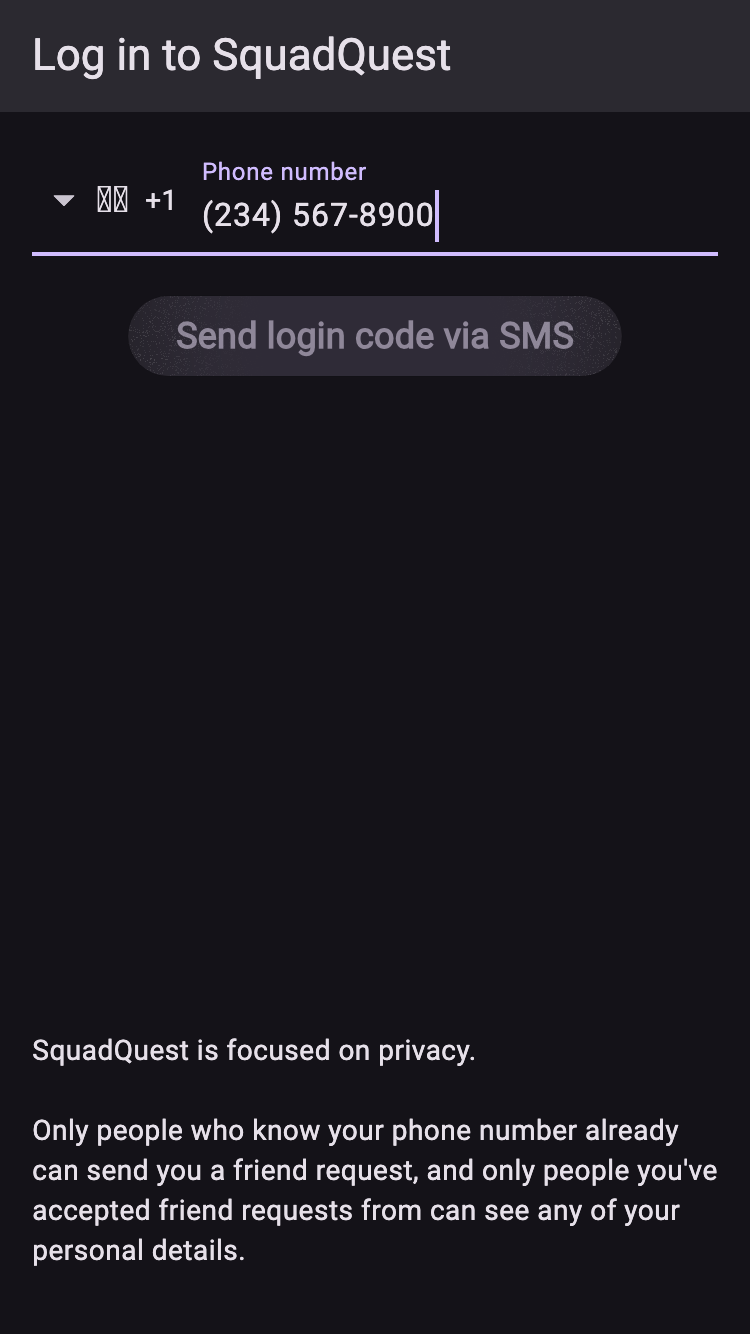 Log in to SquadQuest
Phone number
+1
(234) 567-8900
Send login code via SMS
SquadQuest is focused on privacy.
Only people who know your phone number already
can send you a friend request, and only people you've
accepted friend requests from can see any of your
personal details.